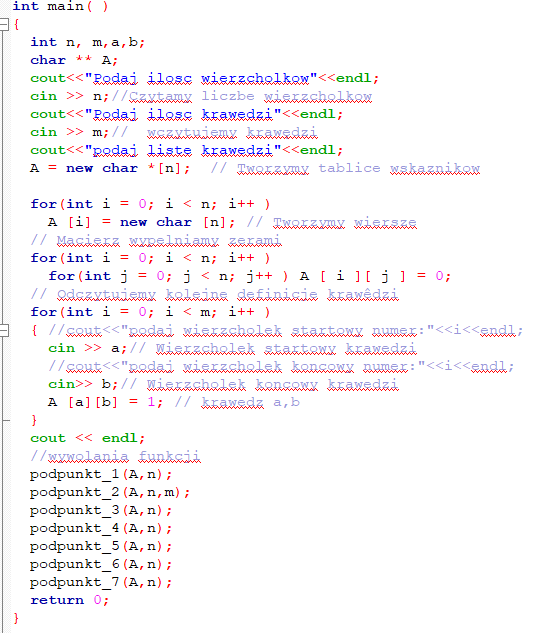 int main( )
{
int n, m,a,b;
char ** A;
cout<<"Podaj ilosc wierzcholkow"<<endl;
cin >> n;//Czytamy liczbe wierzcholkow
cout<<"Podaj ilosc krawedzi"<<endl;
cin >> m;//  wczytujemy krawedzi
cout<<"podaj liste krawedzi"<<endl;
A = new char *[n];  // Tworzymy tablice wskaznikow

for(int i = 0; i < n; i++ )
A [i] = new char [n]; // Tworzymy wiersze
// Macierz wypelniamy zerami
for(int i = 0; i < n; i++ )
for(int j = 0; j < n; j++ ) A [ i ][ j ] = 0;
// Odczytujemy kolejne definicje krawêdzi
for(int i = 0; i < m; i++ )
{ //cout<<"podaj wierzcholek startowy numer:"<<i<<endl;
cin >> a;// Wierzcholek startowy krawedzi
//cout<<"podaj wierzcholek koncowy numer:"<<i<<endl;
cin>> b;// Wierzcholek koncowy krawedzi
A [a][b] = 1; // krawedz a,b
}
cout << endl;
//wywolania funkcji
podpunkt_1(A,n);
podpunkt_2(A,n,m);
podpunkt_3(A,n);
podpunkt_4(A,n);
podpunkt_5(A,n);
podpunkt_6(A,n);
podpunkt_7(A,n);
return 0;
}